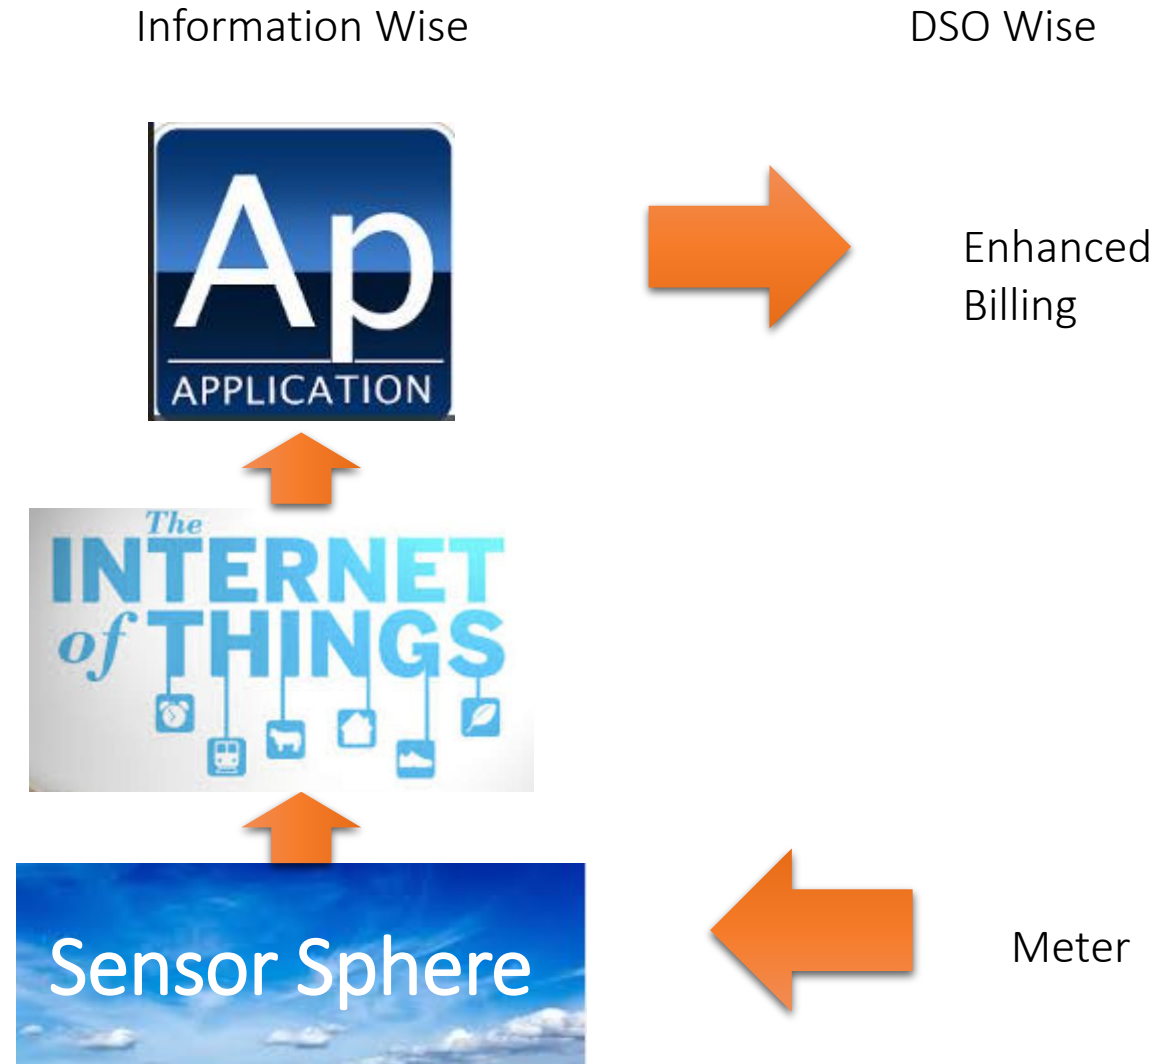 Information Wise
DSO Wise
Ap
APPLICATION
Enhanced
Billing
The
INTERNET
of THINGS
Sensor Sphere
Meter